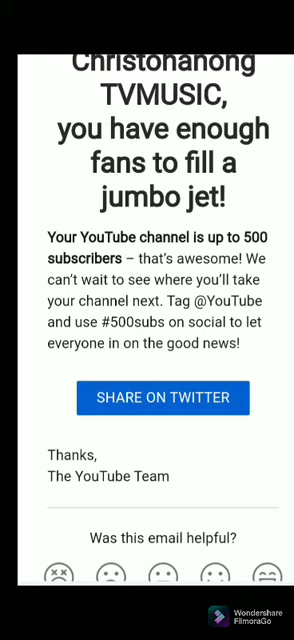 Christohanong
TVMUSIC,
you have enough
fans to fill a
jumbo jet!
Your YouTube channel is up to 500
subscribers – that's awesome! We
can't wait to see where you'll take
your channel next. Tag @YouTube
and use #500subs on social to let
everyone in on the good news!
SHARE ON TWITTER
Thanks,
The YouTube Team
Was this email helpful?
Wondershare
FilmoraGo